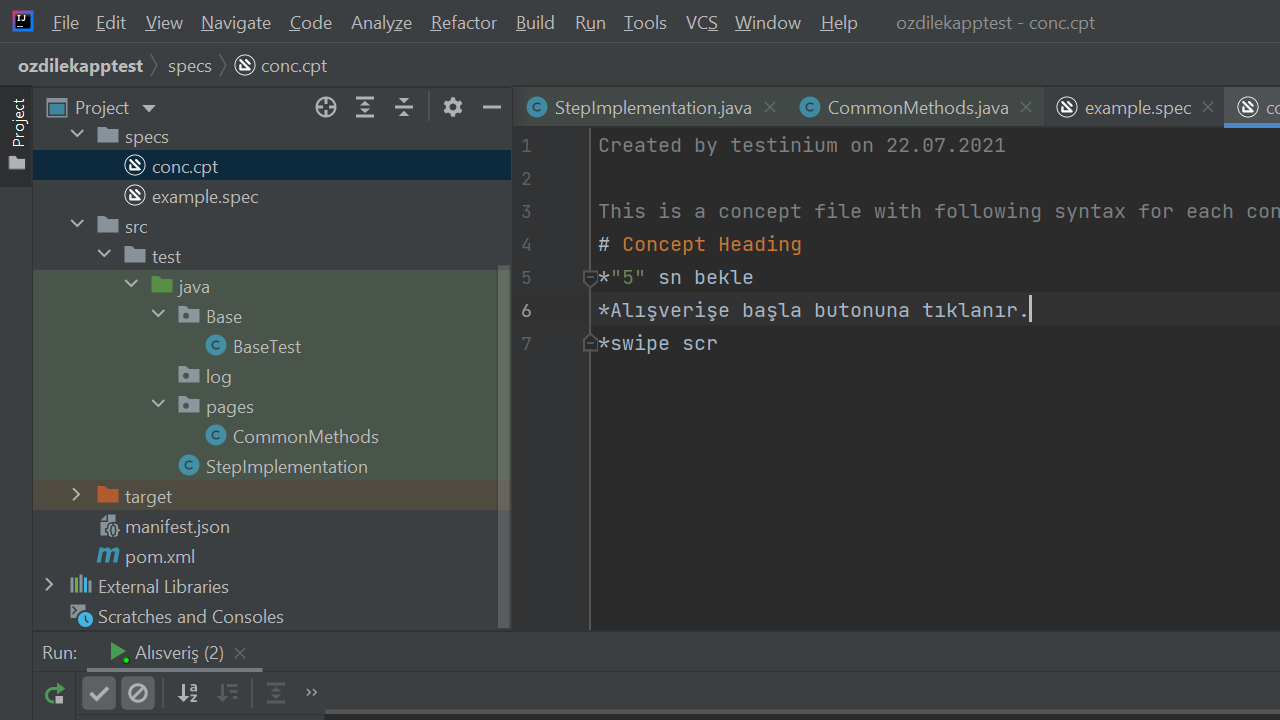 File Edit View Navigate Code Analyze Refactor Build Run Tools VCS Window Help ozdilekapptest - conc.cpt
ozdilekapptest specs conc.cpt
Project
Project
StepImplementation.java CommonMethods.java example.spec co
specs
conc.cpt
example.spec
src
test
java
Base
BaseTest
log
pages
CommonMethods
StepImplementation
target
manifest.json
pom.xml
External Libraries
Scratches and Consoles
1 Created by testinium on 22.07.2021
2
3 This is a concept file with following syntax for each con
4 # Concept Heading
5 *"5" sn bekle
6 *Alışverişe başla butonuna tıklanır.
7 *swipe scr
Run: Alısveriş (2)